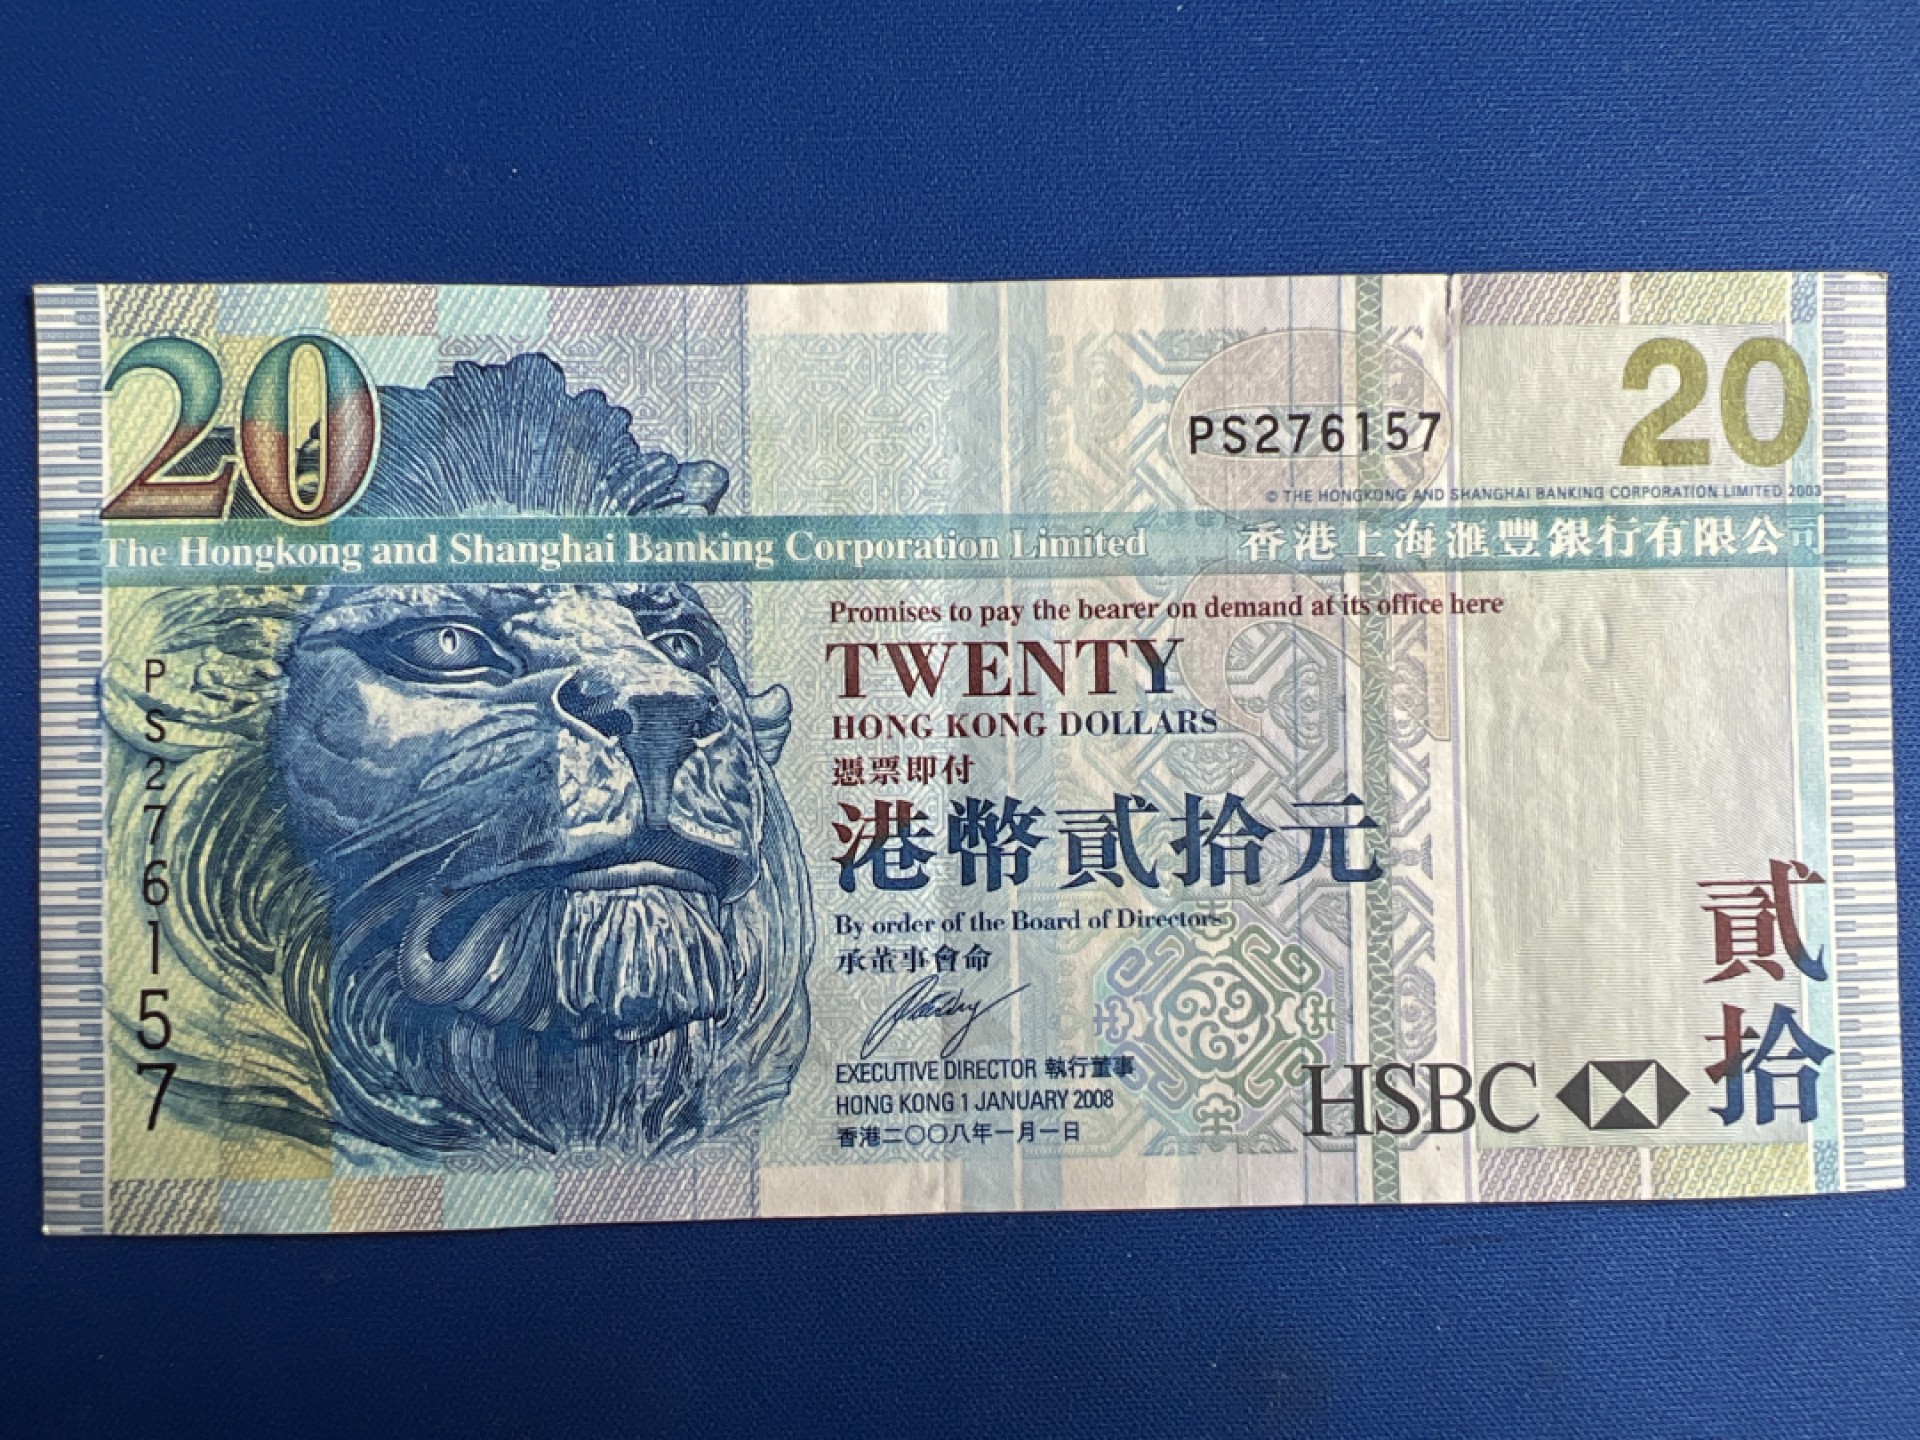 20
20
PS276157
© THE HONGKONG AND SHANGHAI BANKING CORPORATION LIMITED 2003
The Hongkong and Shanghai Banking Corporation Limited 香港上海滙豐銀行有限公司
Promises to pay the bearer on demand at its office here
TWENTY
HONG KONG DOLLARS
憑票即付
港幣貳拾元
By order of the Board of Directors
承董事會命
EXECUTIVE DIRECTOR 執行董事
HONG KONG 1 JANUARY 2008
香港二〇〇八年一月一日
PS276157
HSBC
貳拾